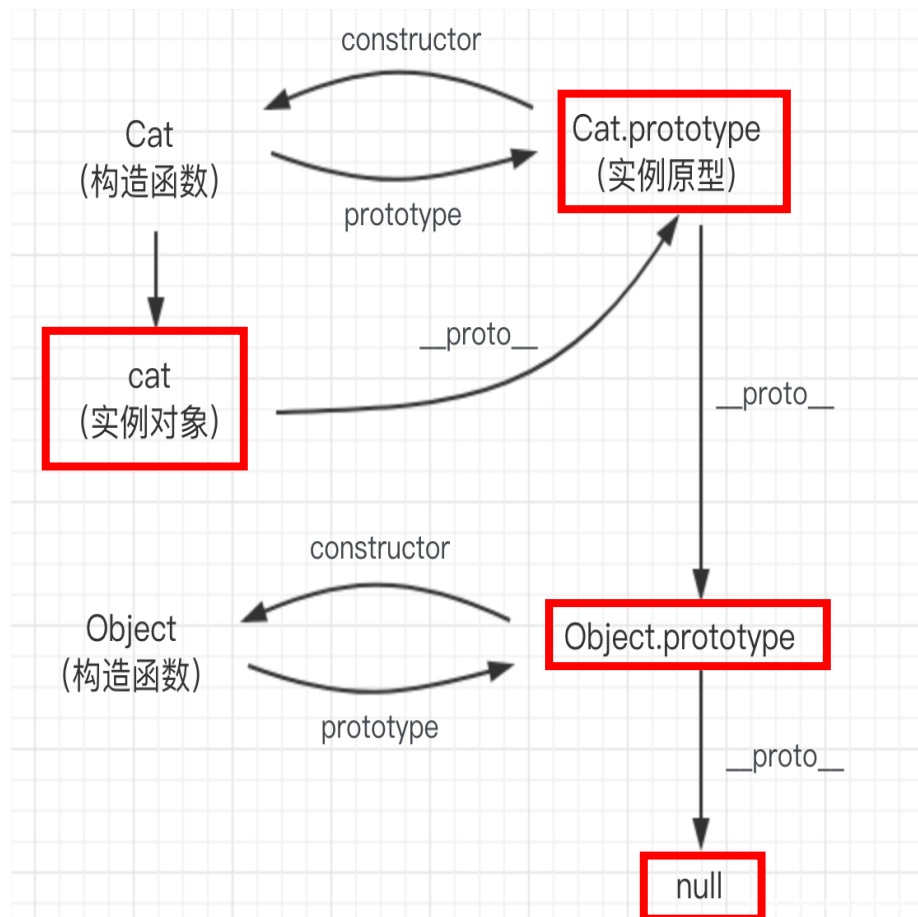 constructor
Cat
(构造函数)
Cat.prototype
(实例原型)
prototype
__proto__
cat
(实例对象)
__proto__
constructor
Object
(构造函数)
Object.prototype
prototype
__proto__
null